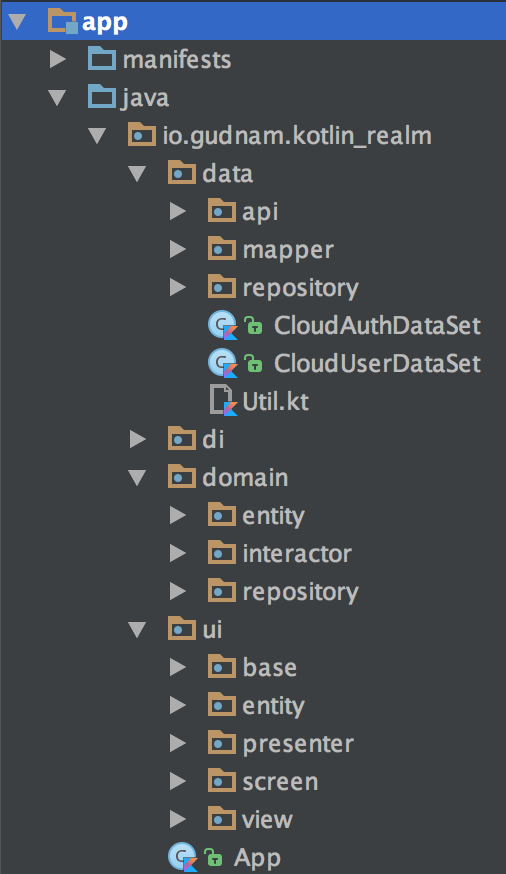 app
manifests
java
io.gudnam.kotlin_realm
data
api
mapper
repository
CloudAuthDataSet
CloudUserDataSet
Util.kt
di
domain
entity
interactor
repository
ui
base
entity
presenter
screen
view
App